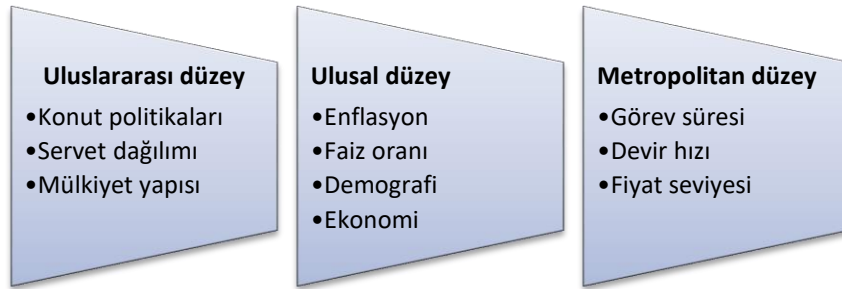 Uluslararası düzey
•Konut politikaları
•Servet dağılımı
•Mülkiyet yapısı
Ulusal düzey
•Enflasyon
•Faiz oranı
•Demografi
•Ekonomi
Metropolitan düzey
•Görev süresi
•Devir hızı
•Fiyat seviyesi